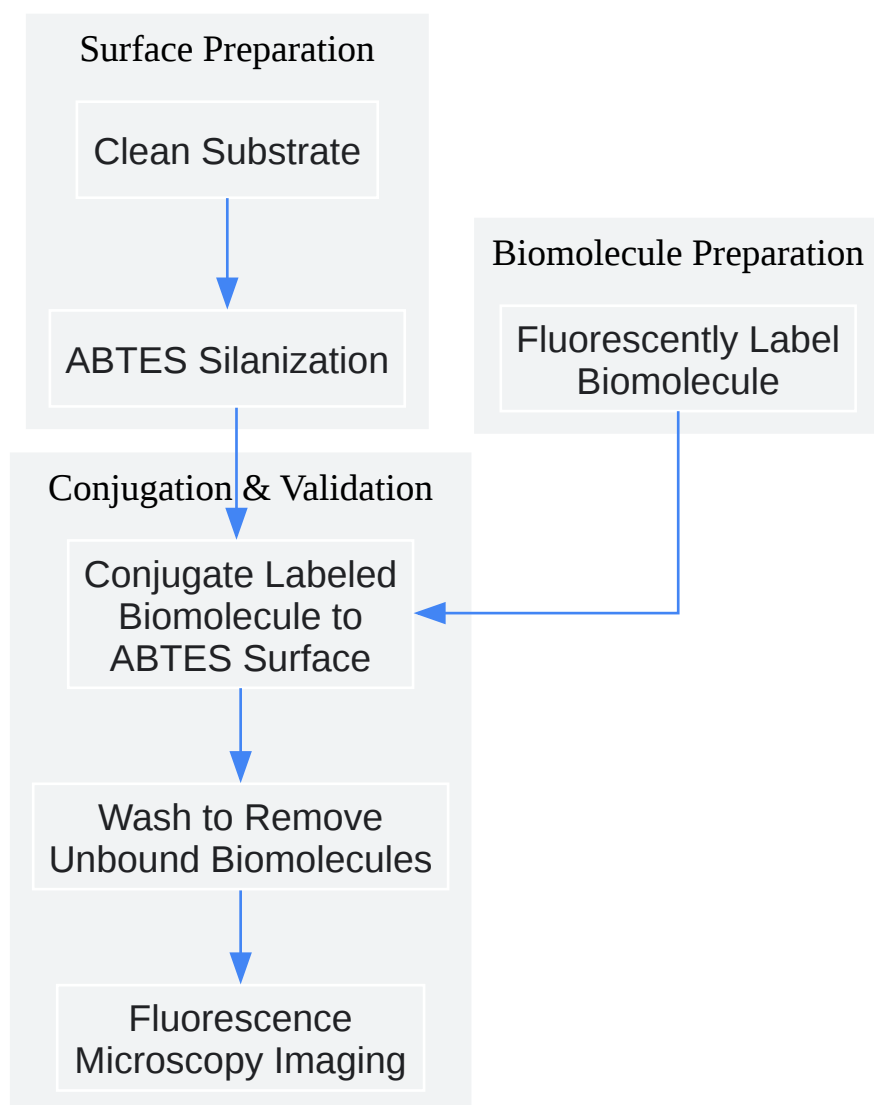 Surface Preparation
Clean Substrate
ABTES Silanization
Biomolecule Preparation
Fluorescently Label
Biomolecule
Conjugation & Validation
Conjugate Labeled
Biomolecule to
ABTES Surface
Wash to Remove
Unbound Biomolecules
Fluorescence
Microscopy Imaging